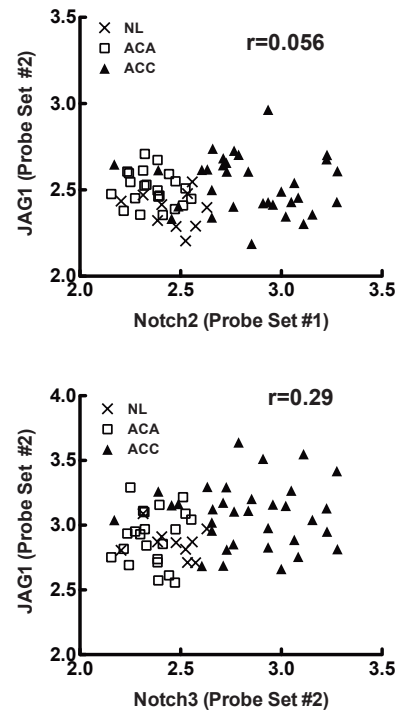 3.5
NL
ACA
ACC
r=0.056
3.0
2.5
2.0
JAG1 (Probe Set #2)
2.0 2.5 3.0 3.5
Notch2 (Probe Set #1)
4.0
NL
ACA
ACC
r=0.29
3.5
3.0
2.5
2.0
JAG1 (Probe Set #2)
2.0 2.5 3.0 3.5
Notch3 (Probe Set #2)